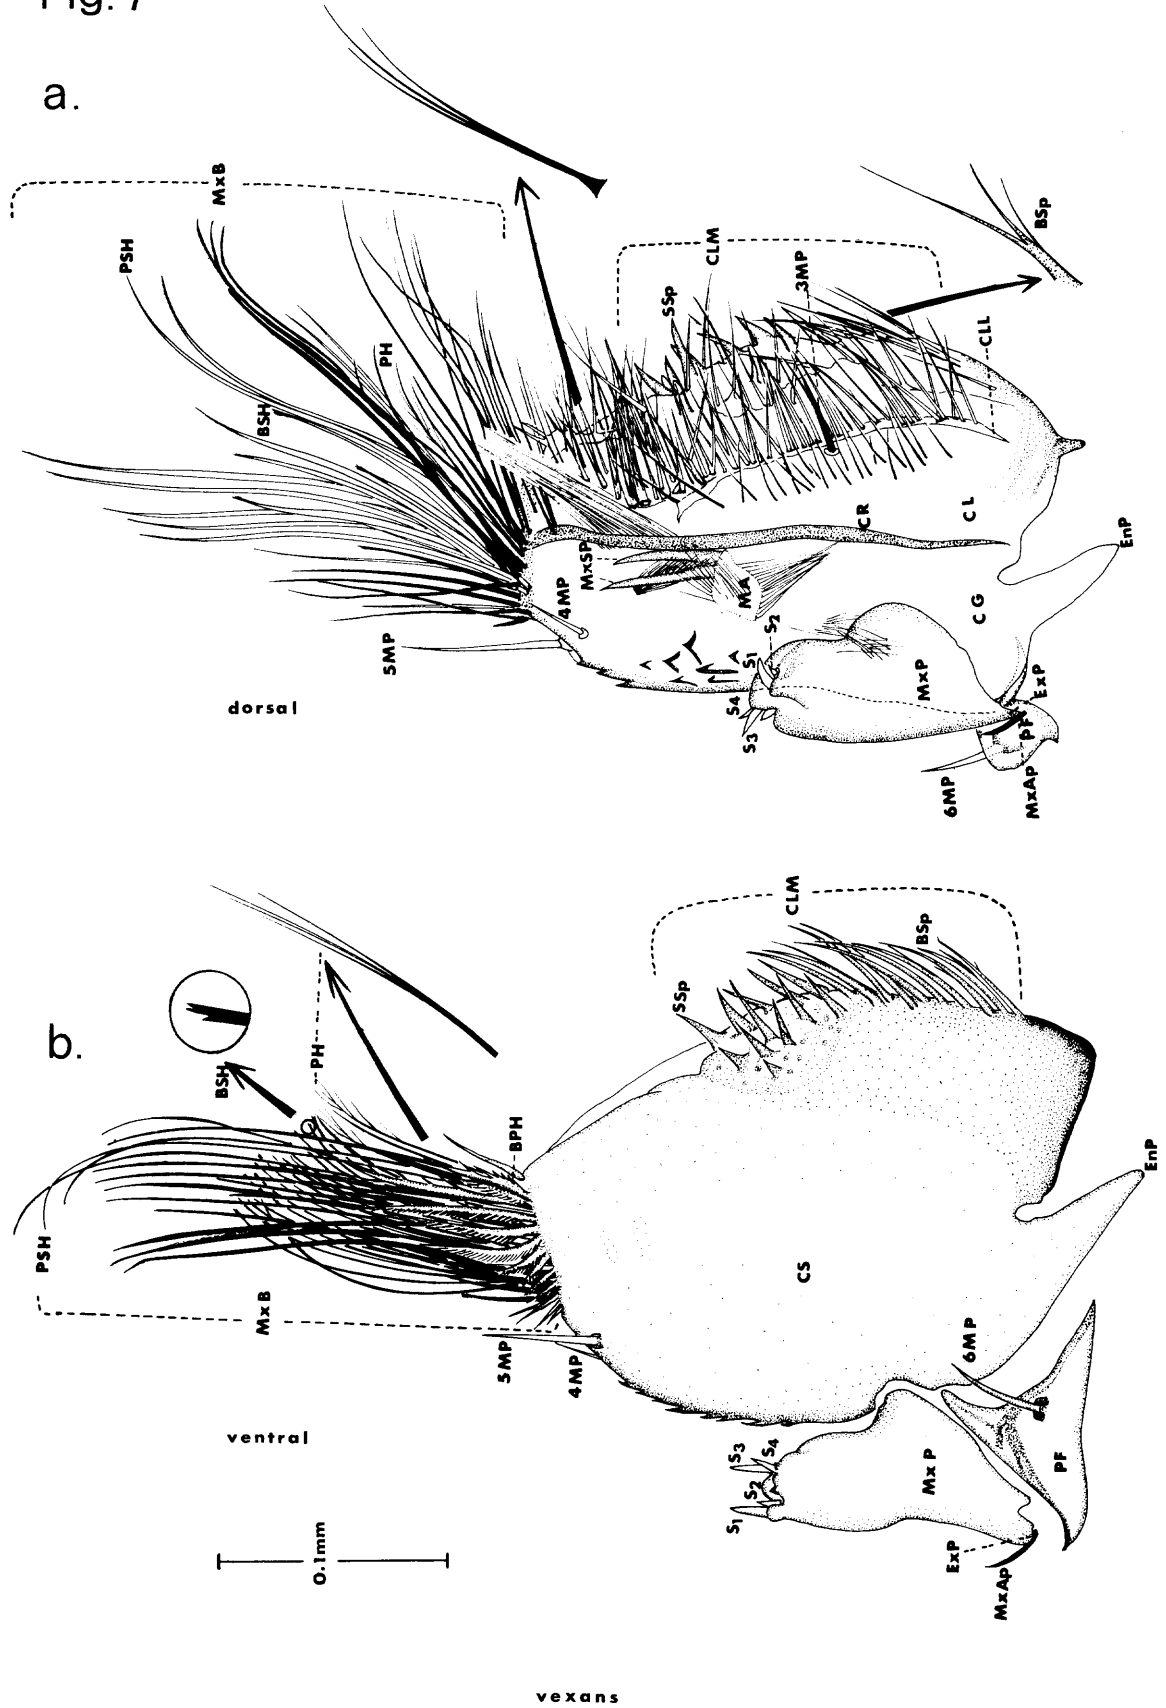 Fig. 7
a.
MxB
PSH
BSp
CLM
3MP
SSp
CLL
PH
BSH
CR
CL
EnP
MxSP
4MP
MA
CG
S2
S1
5MP
MxP
ExP
S4
PF
S3
dorsal
6MP
MxAp
CLM
BSp
SSp
b.
PH
BSH
BPH
EnP
PSH
CS
MxB
6MP
5MP
4MP
ventral
S3
S4
PF
S2
MxP
S1
ExP
0.1mm
MxAp
vexans